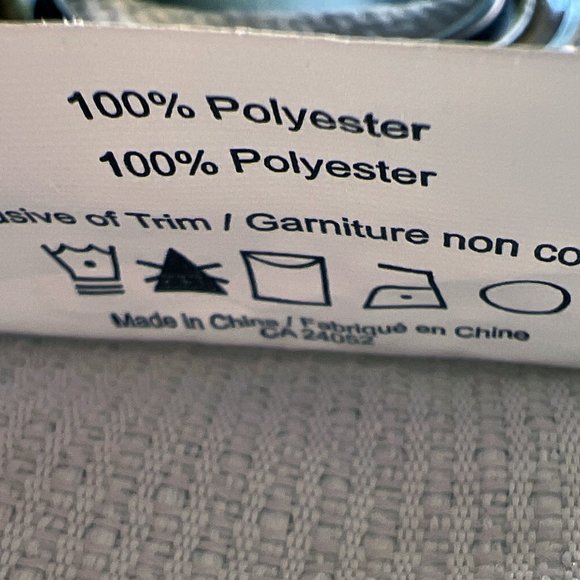 100% Polyester
100% Polyester
usive of Trim / Garniture non co
Made in China / Fabriqué en Chine
CA 24052